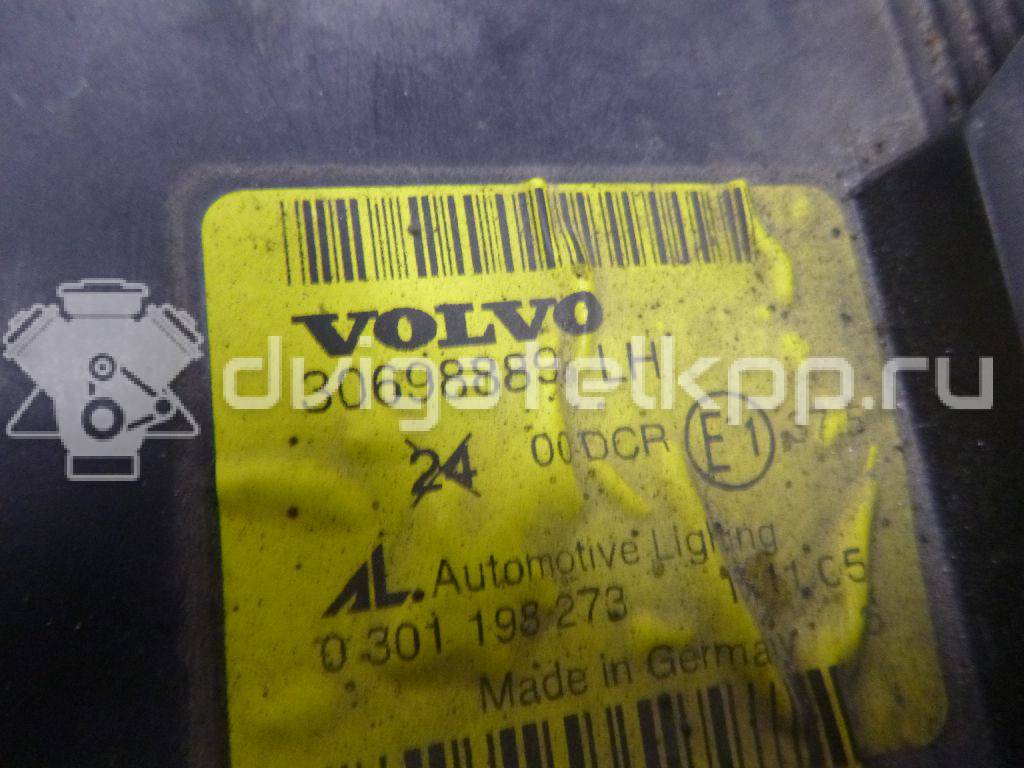 VOLVO
30698889 LH
24 00 DCR E1
AL. Automotive Lighting
0 301 198 273
Made in Germany
dvigatelkpp.ru